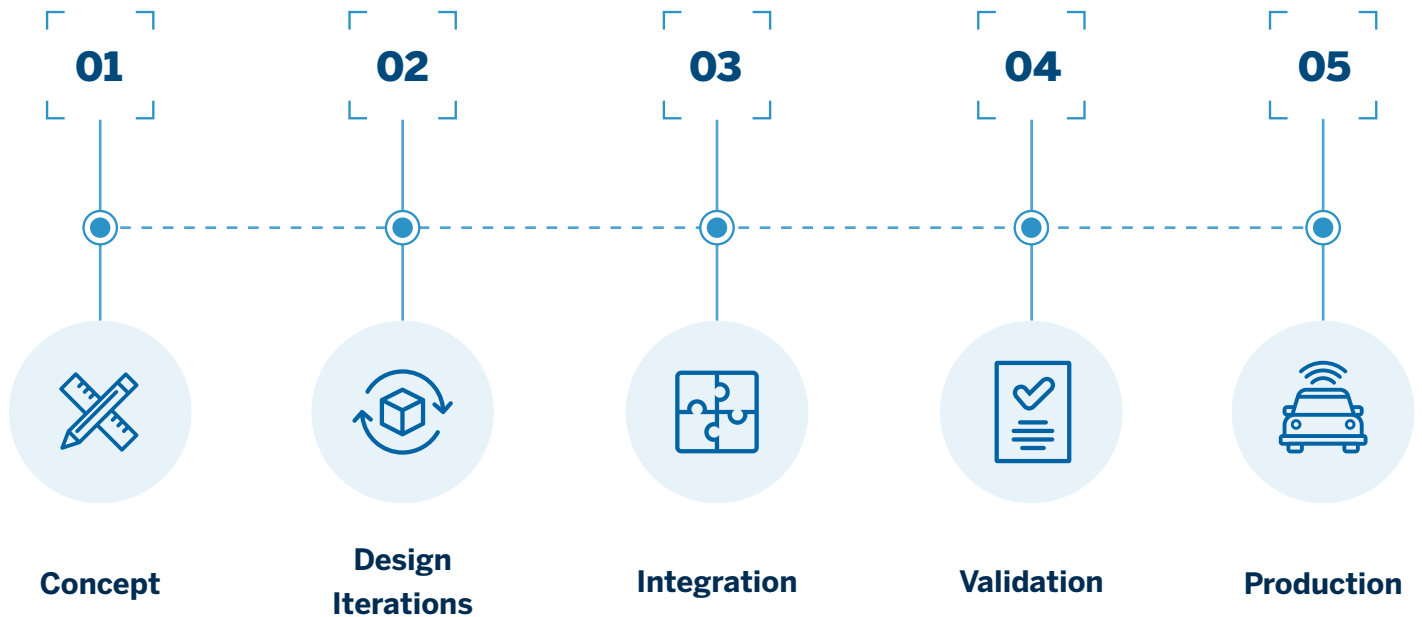 01
02
03
04
05
Concept
Design
Iterations
Integration
Validation
Production